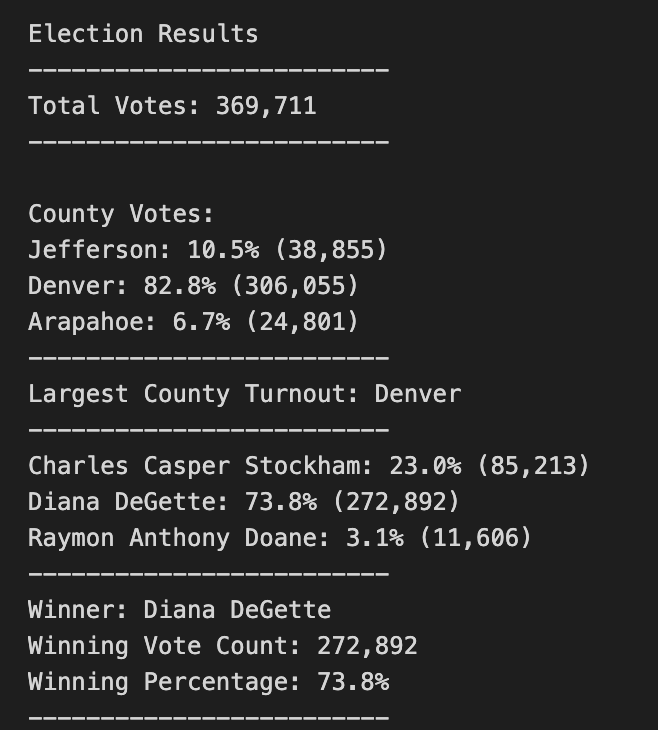 Election Results
-------------------------
Total Votes: 369,711
-------------------------

County Votes:
Jefferson: 10.5% (38,855)
Denver: 82.8% (306,055)
Arapahoe: 6.7% (24,801)
-------------------------
Largest County Turnout: Denver
-------------------------
Charles Casper Stockham: 23.0% (85,213)
Diana DeGette: 73.8% (272,892)
Raymon Anthony Doane: 3.1% (11,606)
-------------------------
Winner: Diana DeGette
Winning Vote Count: 272,892
Winning Percentage: 73.8%
-------------------------